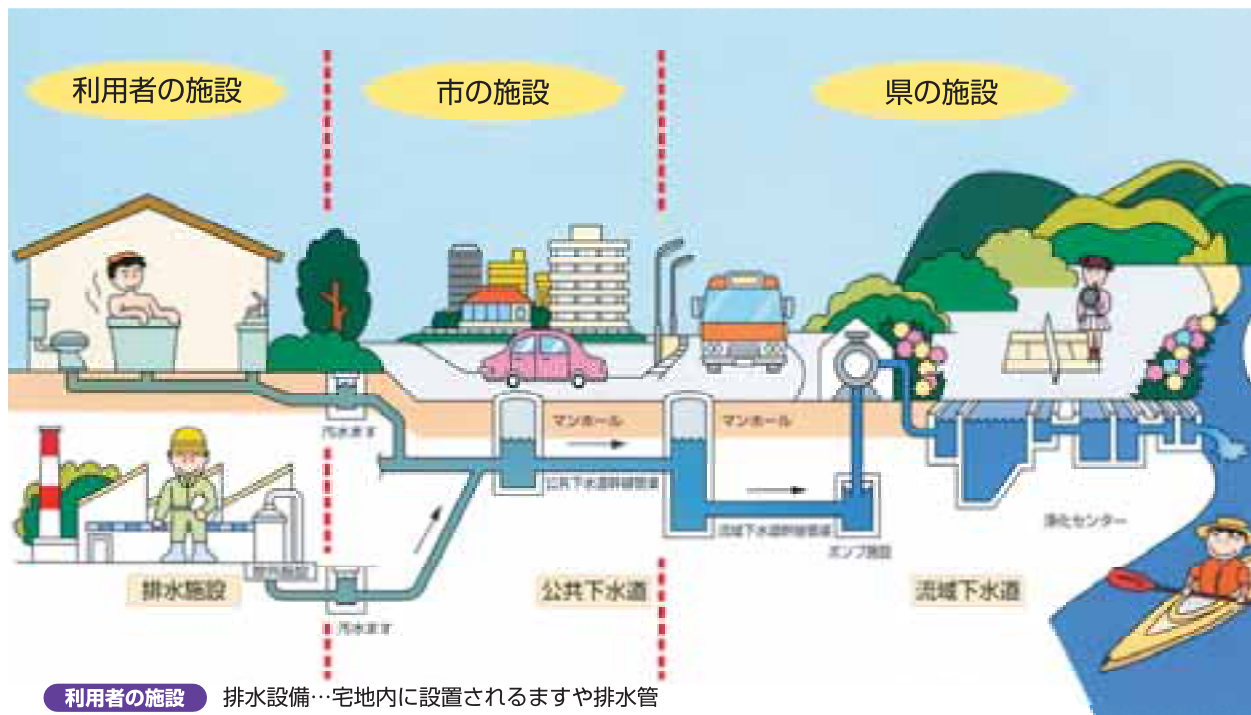 利用者の施設
市の施設
県の施設
汚水ます
マンホール
マンホール
公共下水道幹線管渠
流域下水道幹線管渠
ポンプ施設
浄化センター
排水施設
汚水ます
公共下水道
流域下水道
利用者の施設 排水設備…宅地内に設置されるますや排水管